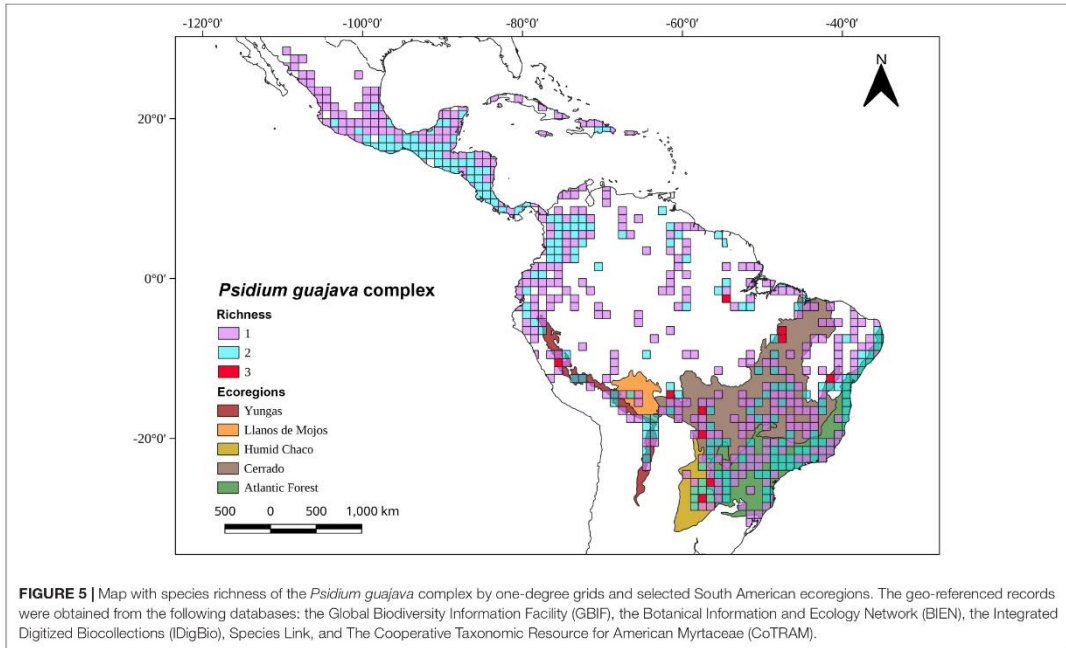 -120°0' -100°0' -80°0' -60°0' -40°0'
N
20°0'
0°0'
-20°0'
Psidium guajava complex
Richness
1
2
3
Ecoregions
Yungas
Llanos de Mojos
Humid Chaco
Cerrado
Atlantic Forest
500 0 500 1,000 km
FIGURE 5 | Map with species richness of the Psidium guajava complex by one-degree grids and selected South American ecoregions. The geo-referenced records
were obtained from the following databases: the Global Biodiversity Information Facility (GBIF), the Botanical Information and Ecology Network (BIEN), the Integrated
Digitized Biocollections (IDigBio), Species Link, and The Cooperative Taxonomic Resource for American Myrtaceae (CoTRAM).